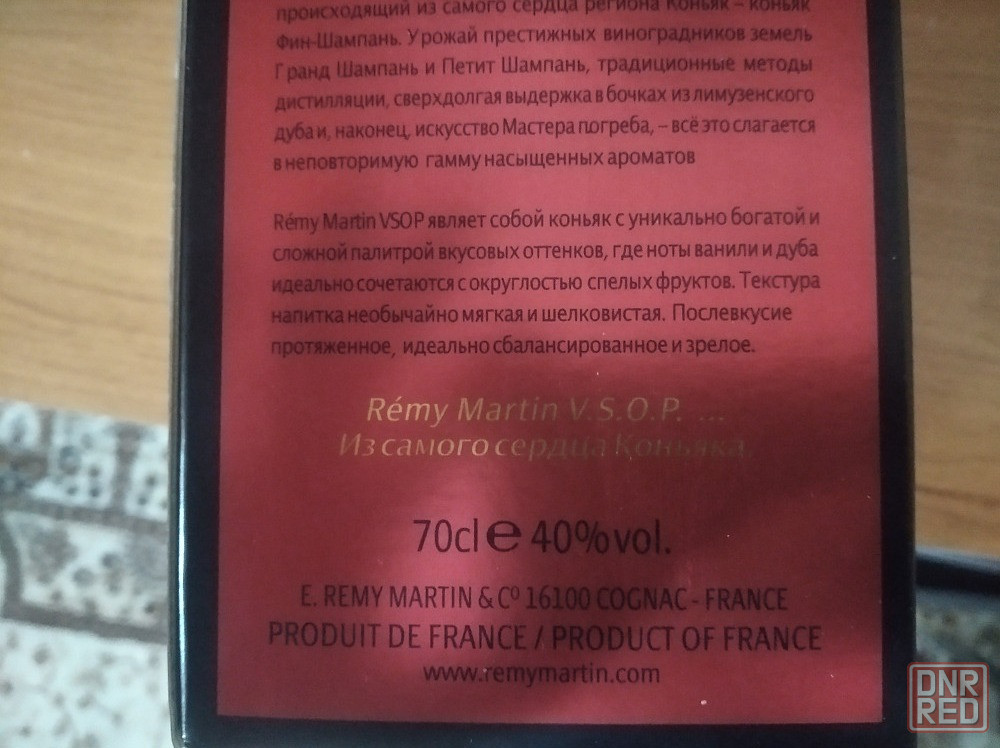 происходящий из самого сердца региона Коньяк – коньяк
Фин-Шампань. Урожай престижных виноградников земель
Гранд Шампань и Петит Шампань, традиционные методы
дистилляции, сверхдолгая выдержка в бочках из лимузенского
дуба и, наконец, искусство Мастера погреба, – всё это слагается
в неповторимую гамму насыщенных ароматов
Rémy Martin VSOP являет собой коньяк с уникально богатой и
сложной палитрой вкусовых оттенков, где ноты ванили и дуба
идеально сочетаются с округлостью спелых фруктов. Текстура
напитка необычайно мягкая и шелковистая. Послевкусие
протяженное, идеально сбалансированное и зрелое.
Rémy Martin V.S.O.P. ...
Из самого сердца Коньяка.
70cl e 40%vol.
E. REMY MARTIN & Cº 16100 COGNAC - FRANCE
PRODUIT DE FRANCE / PRODUCT OF FRANCE
www.remymartin.com
DNR
RED